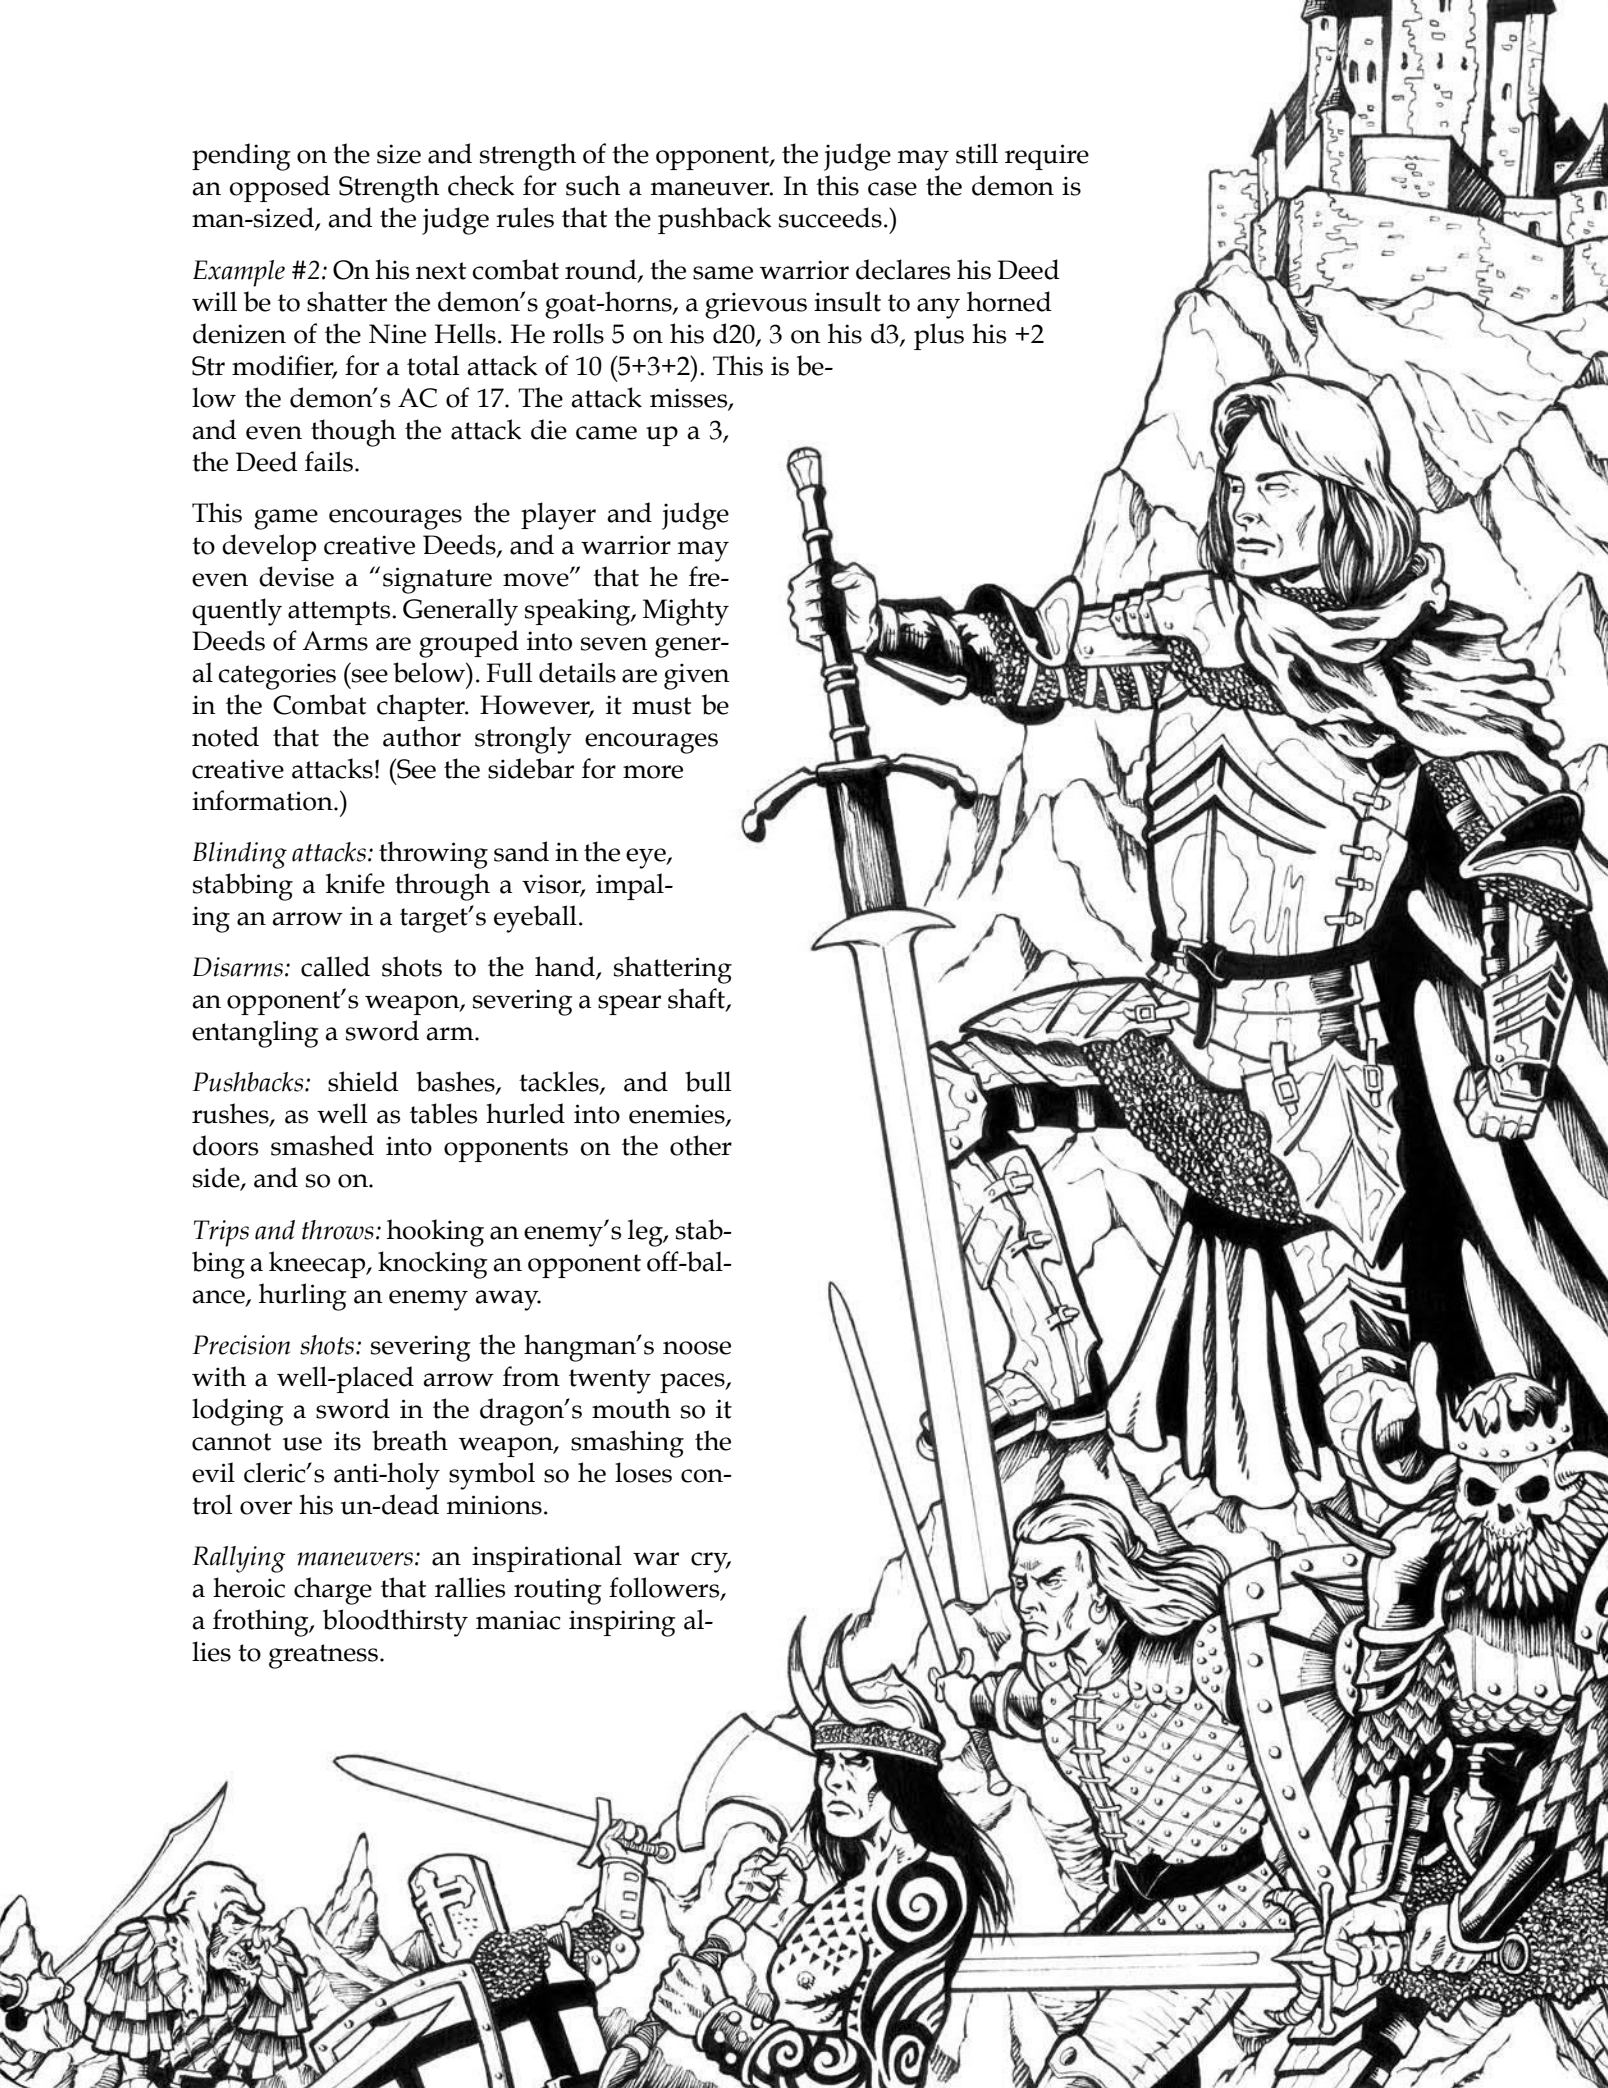 pending on the size and strength of the opponent, the judge may still require
an opposed Strength check for such a maneuver. In this case the demon is
man-sized, and the judge rules that the pushback succeeds.)
Example #2: On his next combat round, the same warrior declares his Deed
will be to shatter the demon’s goat-horns, a grievous insult to any horned
denizen of the Nine Hells. He rolls 5 on his d20, 3 on his d3, plus his +2
Str modifier, for a total attack of 10 (5+3+2). This is be-
low the demon’s AC of 17. The attack misses,
and even though the attack die came up a 3,
the Deed fails.
This game encourages the player and judge
to develop creative Deeds, and a warrior may
even devise a “signature move” that he fre-
quently attempts. Generally speaking, Mighty
Deeds of Arms are grouped into seven gener-
al categories (see below). Full details are given
in the Combat chapter. However, it must be
noted that the author strongly encourages
creative attacks! (See the sidebar for more
information.)
Blinding attacks: throwing sand in the eye,
stabbing a knife through a visor, impal-
ing an arrow in a target’s eyeball.
Disarms: called shots to the hand, shattering
an opponent’s weapon, severing a spear shaft,
entangling a sword arm.
Pushbacks: shield bashes, tackles, and bull
rushes, as well as tables hurled into enemies,
doors smashed into opponents on the other
side, and so on.
Trips and throws: hooking an enemy’s leg, stab-
bing a kneecap, knocking an opponent off-bal-
ance, hurling an enemy away.
Precision shots: severing the hangman’s noose
with a well-placed arrow from twenty paces,
lodging a sword in the dragon’s mouth so it
cannot use its breath weapon, smashing the
evil cleric’s anti-holy symbol so he loses con-
trol over his un-dead minions.
Rallying maneuvers: an inspirational war cry,
a heroic charge that rallies routing followers,
a frothing, bloodthirsty maniac inspiring al-
lies to greatness.